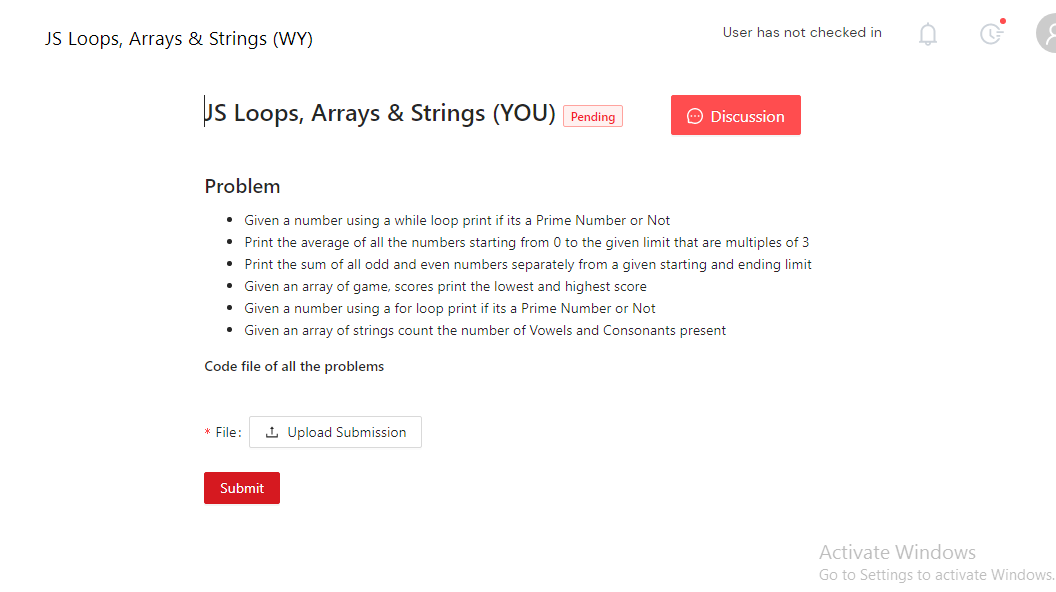 JS Loops, Arrays & Strings (WY)
User has not checked in
JS Loops, Arrays & Strings (YOU)
Pending
Discussion
Problem
Given a number using a while loop print if its a Prime Number or Not
Print the average of all the numbers starting from 0 to the given limit that are multiples of 3
Print the sum of all odd and even numbers separately from a given starting and ending limit
Given an array of game, scores print the lowest and highest score
Given a number using a for loop print if its a Prime Number or Not
Given an array of strings count the number of Vowels and Consonants present
Code file of all the problems
* File:
Upload Submission
Submit
Activate Windows
Go to Settings to activate Windows.